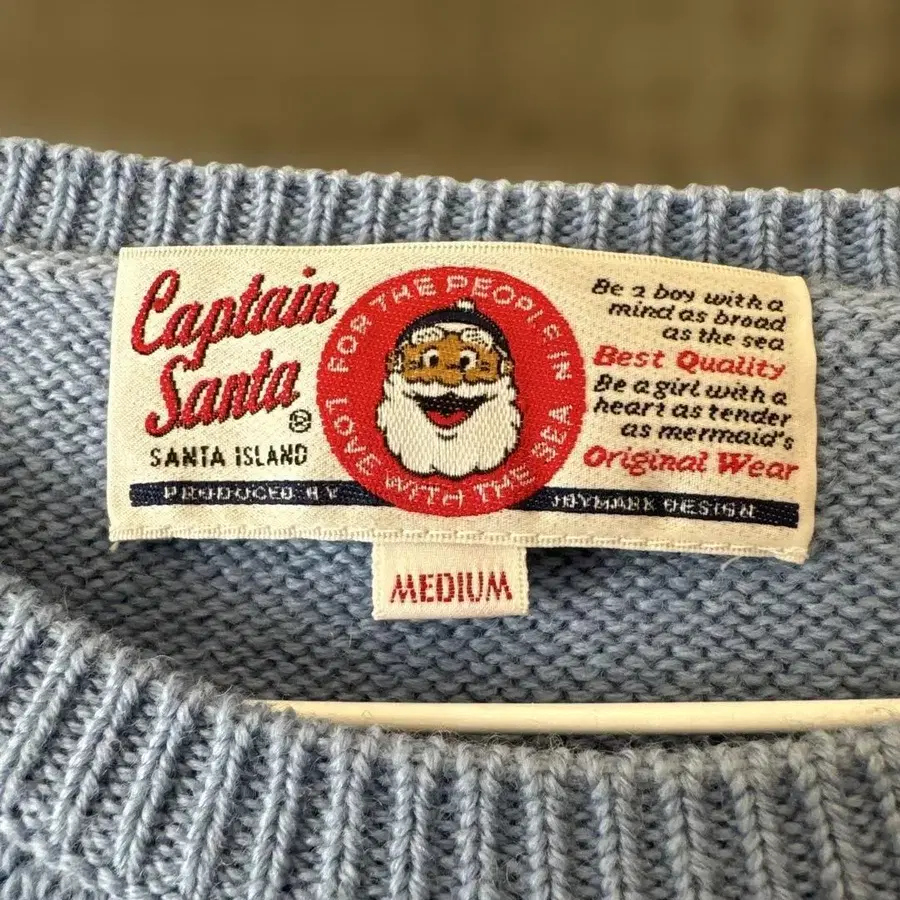 Captain
Santa
®
SANTA ISLAND
FOR THE PEOPLE IN LOVE WITH THE SEA
Be a boy with a
mind as broad
as the sea
Best Quality
Be a girl with a
heart as tender
as mermaid's
Original Wear
PRODUCED BY JOYMARK DESIGN
MEDIUM